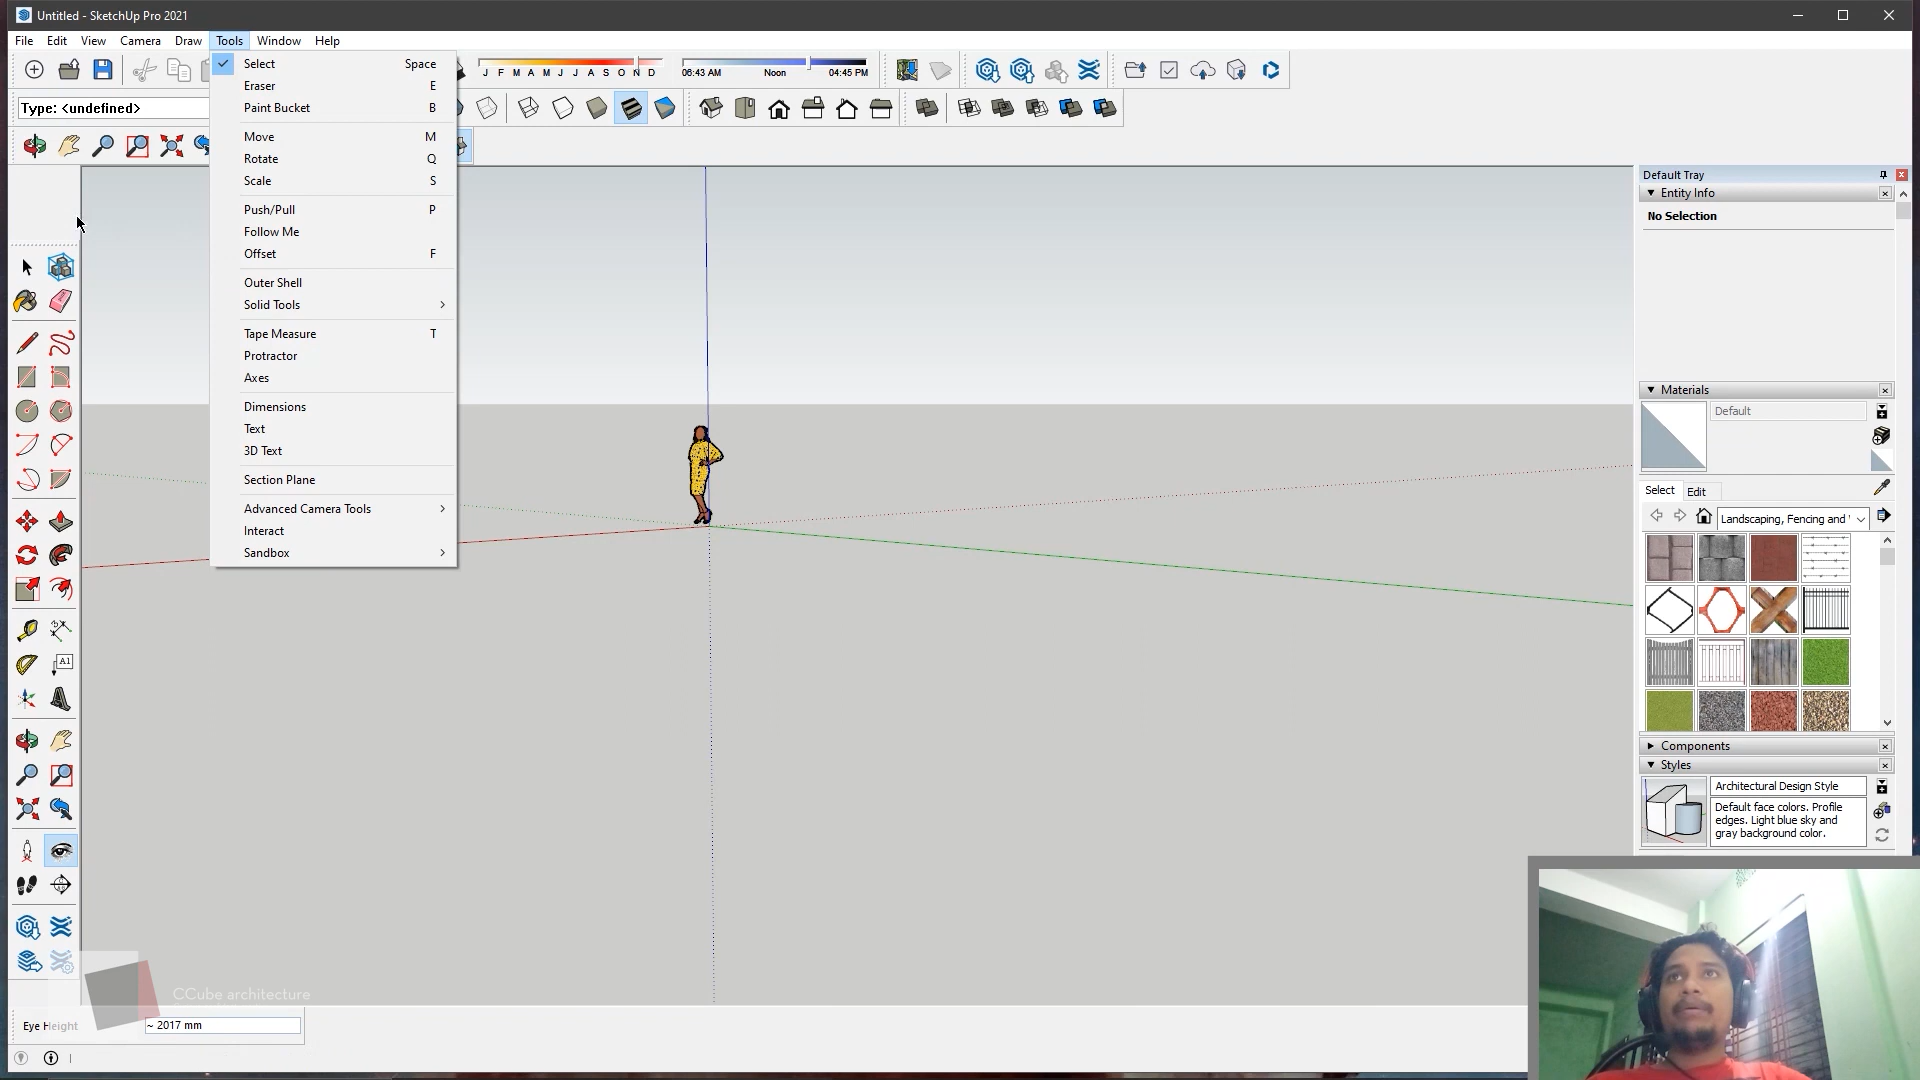 Untitled - SketchUp Pro 2021
File Edit View Camera Draw Tools Window Help
J F M A M J J A S O N D
06:43 AM Noon 04:45 PM
Type: <undefined>
Select Space
Eraser E
Paint Bucket B
Move M
Rotate Q
Scale S
Push/Pull P
Follow Me
Offset F
Outer Shell
Solid Tools
Tape Measure T
Protractor
Axes
Dimensions
Text
3D Text
Section Plane
Advanced Camera Tools
Interact
Sandbox
A1
Default Tray
Entity Info
No Selection
Materials
Default
Select Edit
Landscaping, Fencing and
Components
Styles
Architectural Design Style
Default face colors. Profile
edges. Light blue sky and
gray background color.
CCube architecture
Eye Height ~ 2017 mm